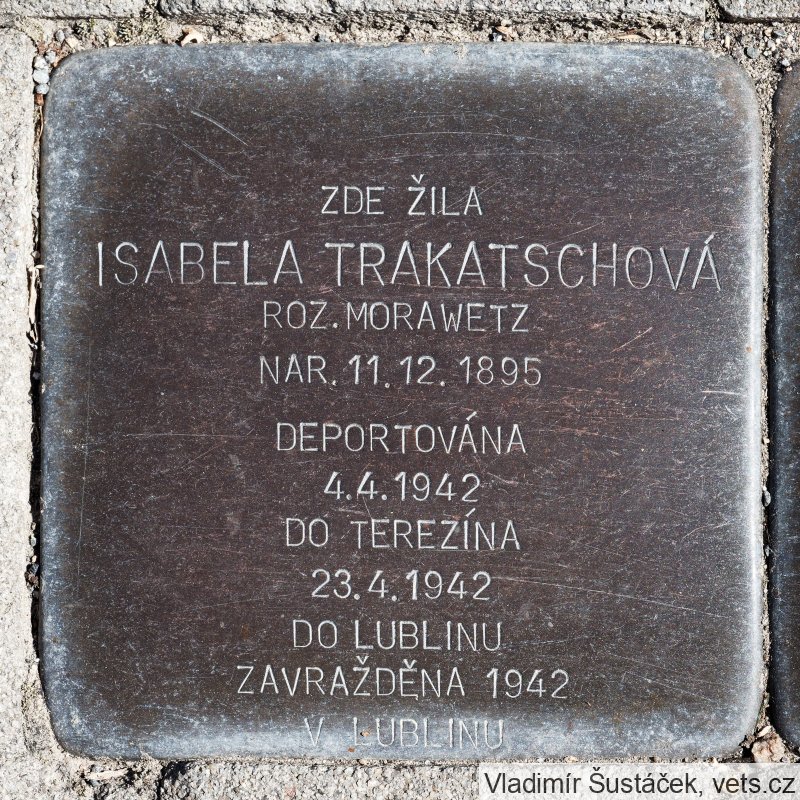 ZDE ŽILA
ISABELA TRAKATSCHOVÁ
ROZ. MORAWETZ
NAR. 11. 12. 1895
DEPORTOVÁNA
4.4.1942
DO TEREZÍNA
23.4.1942
DO LUBLINU
ZAVRAŽDĚNA 1942
V LUBLINU
Vladimír Šustáček, vets.cz